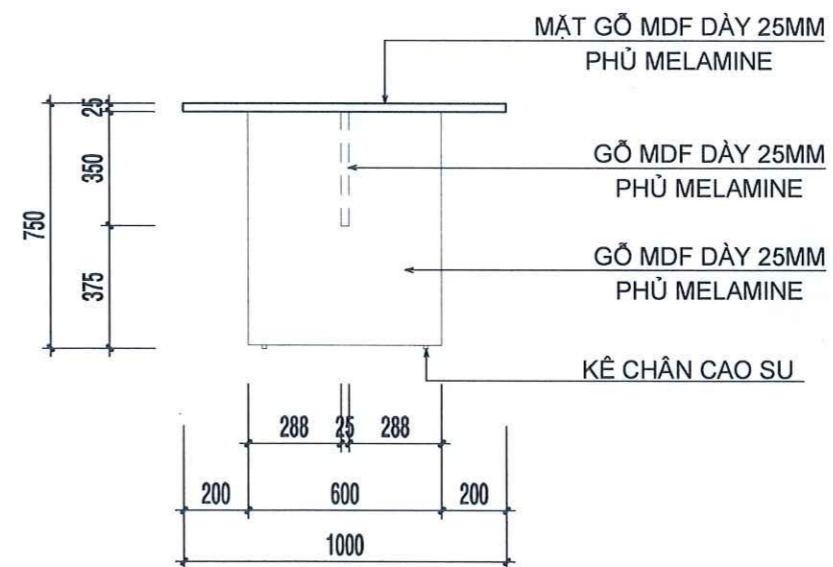 MẶT GỖ MDF DÀY 25MM
PHỦ MELAMINE
GỖ MDF DÀY 25MM
PHỦ MELAMINE
GỖ MDF DÀY 25MM
PHỦ MELAMINE
KÊ CHÂN CAO SU
25
350
750
375
288 25 288
200 600 200
1000